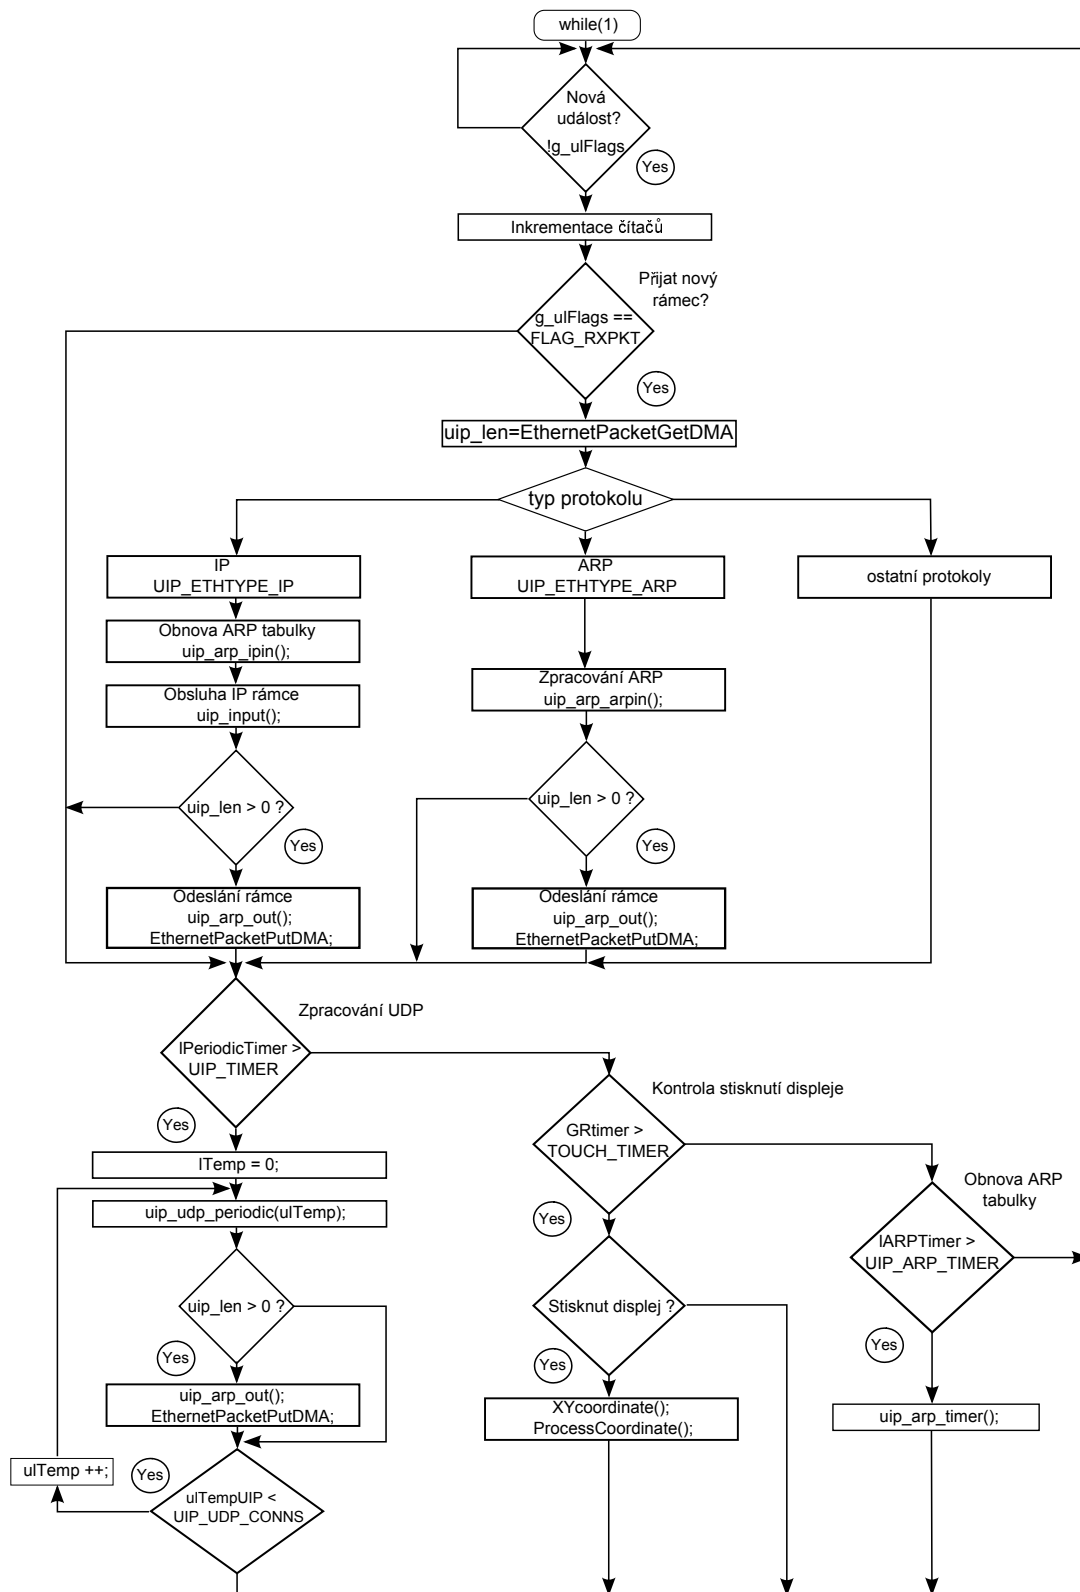 while(1)
Nová
událost?
!g_ulFlags
Yes
Inkrementace čítačů
Přijat nový
rámec?
g_ulFlags ==
FLAG_RXPKT
Yes
uip_len=EthernetPacketGetDMA
typ protokolu
IP
UIP_ETHTYPE_IP
ARP
UIP_ETHTYPE_ARP
ostatní protokoly
Obnova ARP tabulky
uip_arp_ipin();
Obsluha IP rámce
uip_input();
Zpracování ARP
uip_arp_arpin();
uip_len > 0 ?
Yes
uip_len > 0 ?
Yes
Odeslání rámce
uip_arp_out();
EthernetPacketPutDMA;
Odeslání rámce
uip_arp_out();
EthernetPacketPutDMA;
Zpracování UDP
lPeriodicTimer >
UIP_TIMER
Yes
Kontrola stisknutí displeje
GRtimer >
TOUCH_TIMER
Yes
Obnova ARP
tabulky
lARPTimer >
UIP_ARP_TIMER
Yes
lTemp = 0;
uip_udp_periodic(ulTemp);
uip_len > 0 ?
Yes
Stisknut displej ?
Yes
uip_arp_out();
EthernetPacketPutDMA;
XYcoordinate();
ProcessCoordinate();
uip_arp_timer();
ulTemp ++;
Yes
ulTempUIP <
UIP_UDP_CONNS